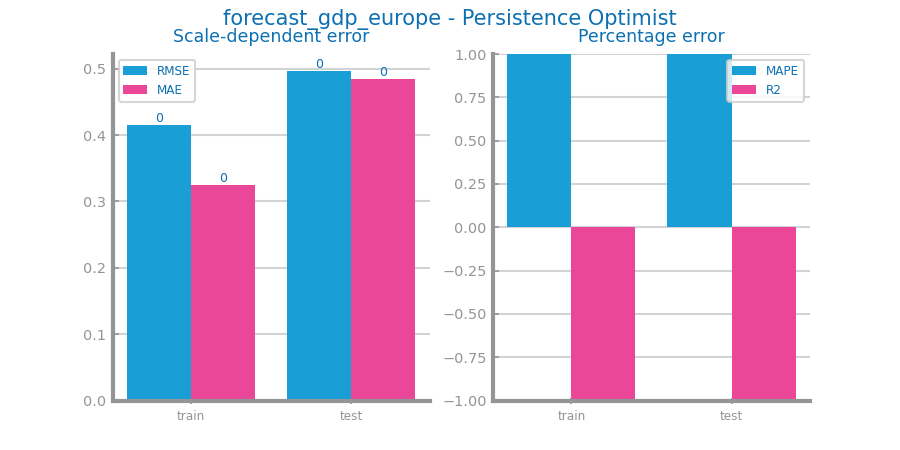 forecast_gdp_europe - Persistence Optimist
Scale-dependent error
0.5
0.4
0.3
0.2
0.1
0.0
RMSE
MAE
0
0
0
0
train
test
Percentage error
1.00
0.75
0.50
0.25
0.00
−0.25
−0.50
−0.75
−1.00
MAPE
R2
train
test